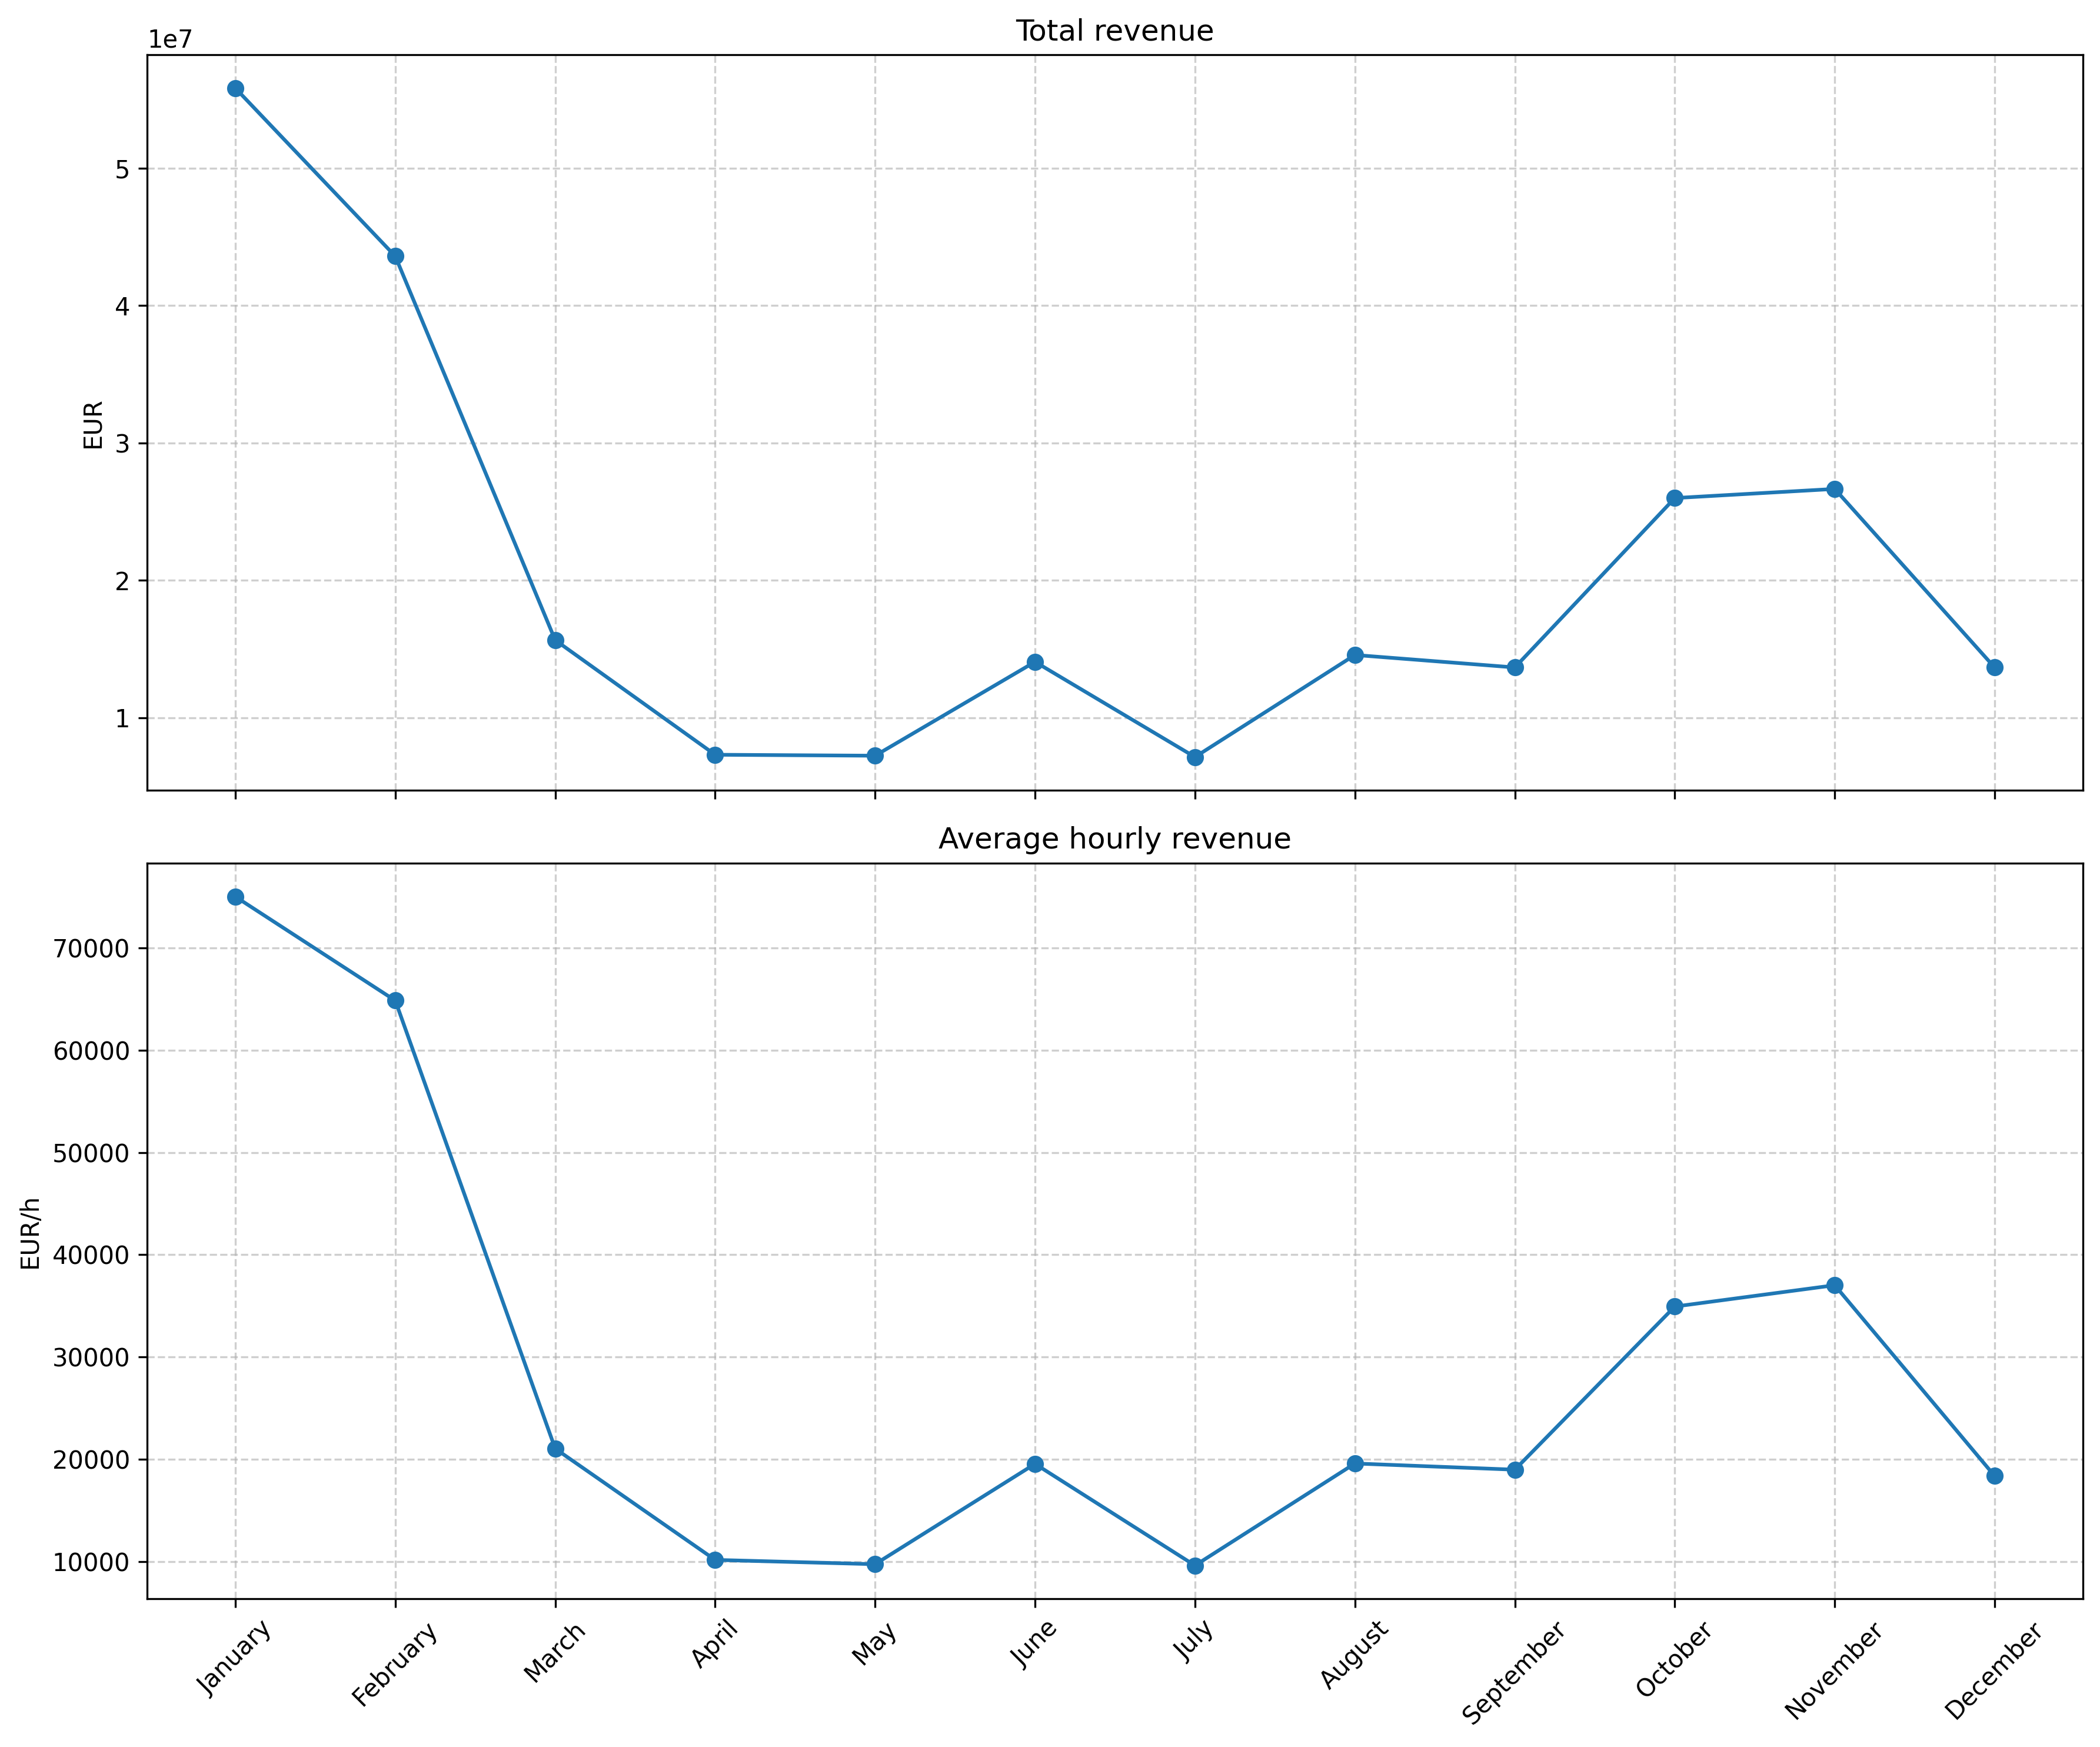 Total revenue
1e7
5
4
3
2
1
EUR
Average hourly revenue
70000
60000
50000
40000
30000
20000
10000
EUR/h
January
February
March
April
May
June
July
August
September
October
November
December